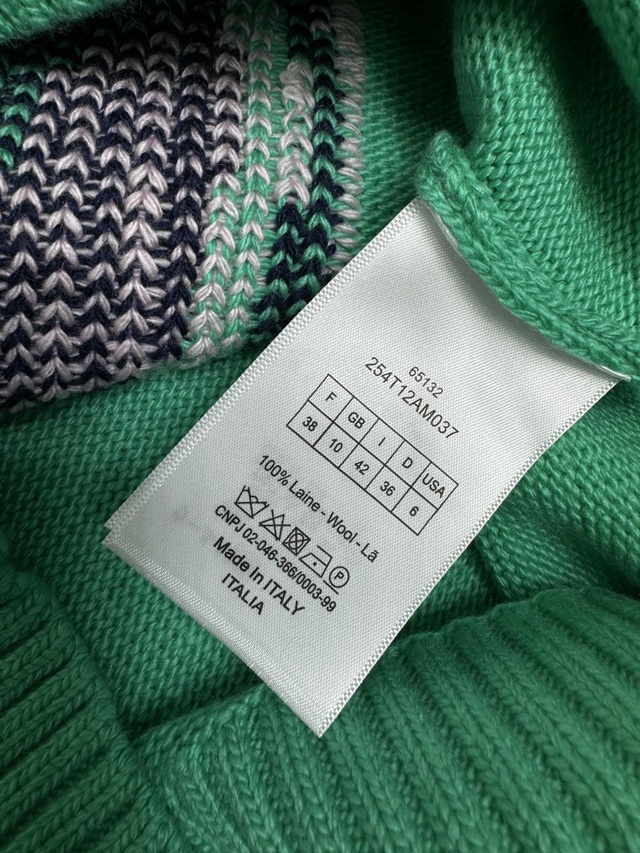 65132
254T12AM037
F GB I D USA
38 10 42 36 6
100% Laine - Wool - Lã
P
CNPJ 02-046-366/0003-99
Made In ITALY
ITALIA